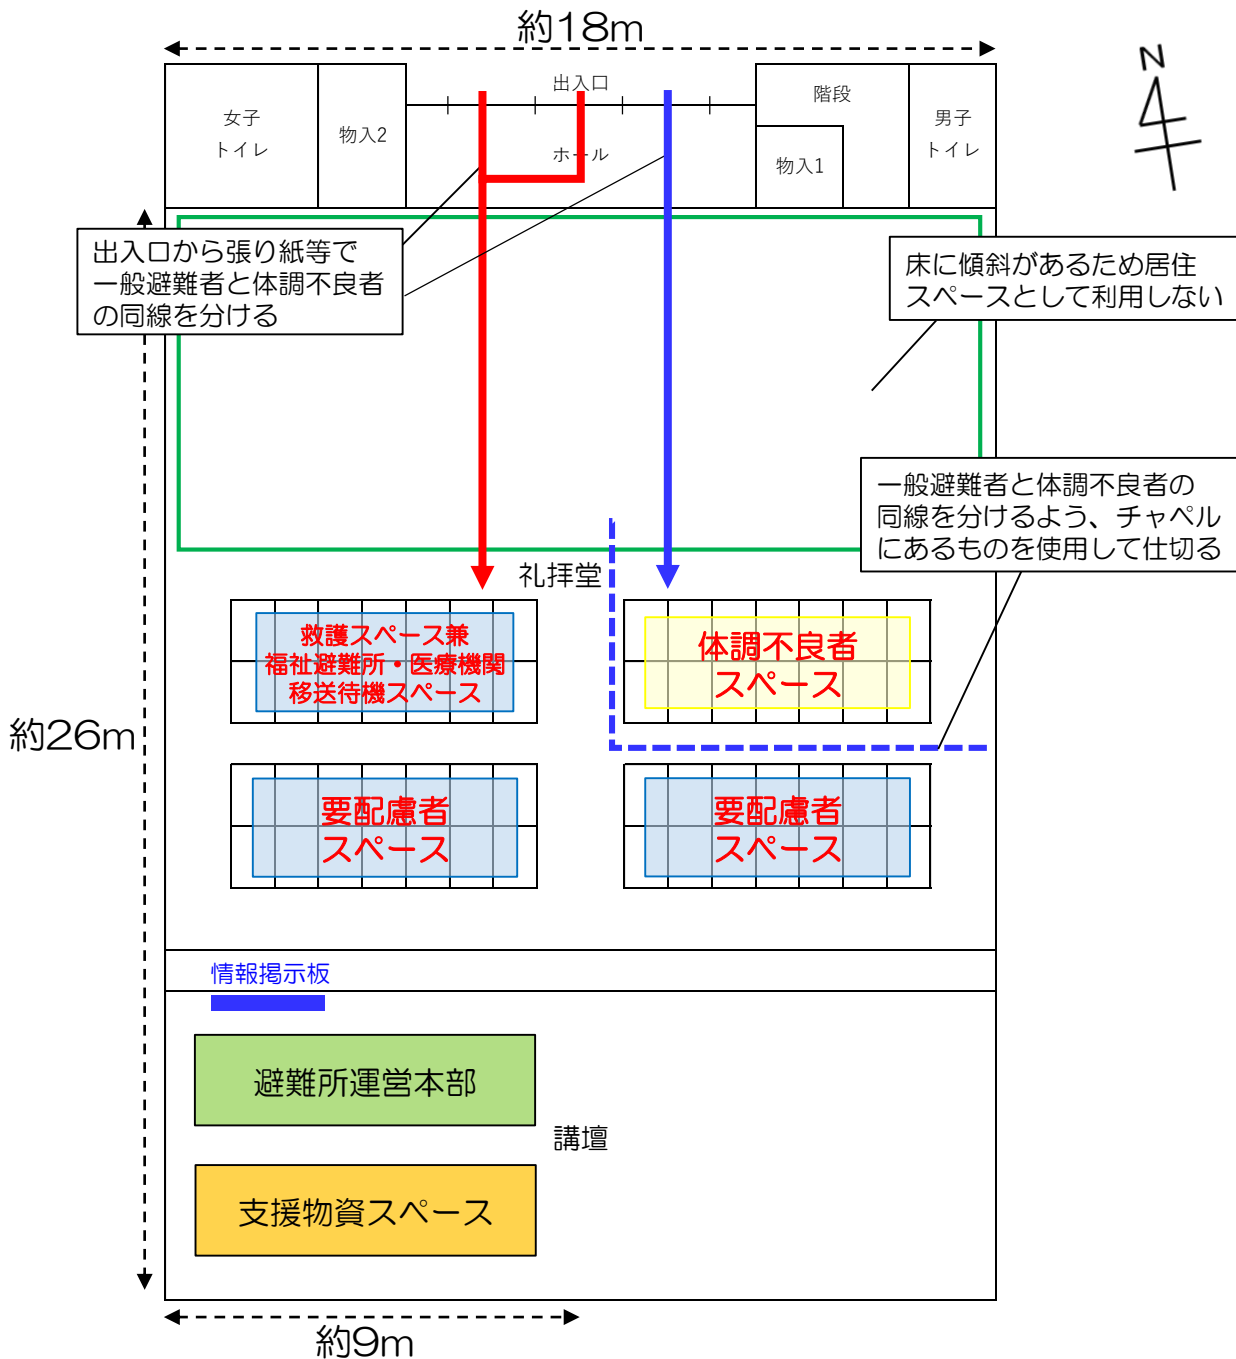 約18m
N
出入口
階段
女子
トイレ
物入2
ホール
物入1
男子
トイレ
出入口から張り紙等で
一般避難者と体調不良者
の同線を分ける
床に傾斜があるため居住
スペースとして利用しない
一般避難者と体調不良者の
同線を分けるよう、チャペル
にあるものを使用して仕切る
礼拝堂
救護スペース兼
福祉避難所・医療機関
移送待機スペース
体調不良者
スペース
約26m
要配慮者
スペース
要配慮者
スペース
情報掲示板
避難所運営本部
講壇
支援物資スペース
約9m